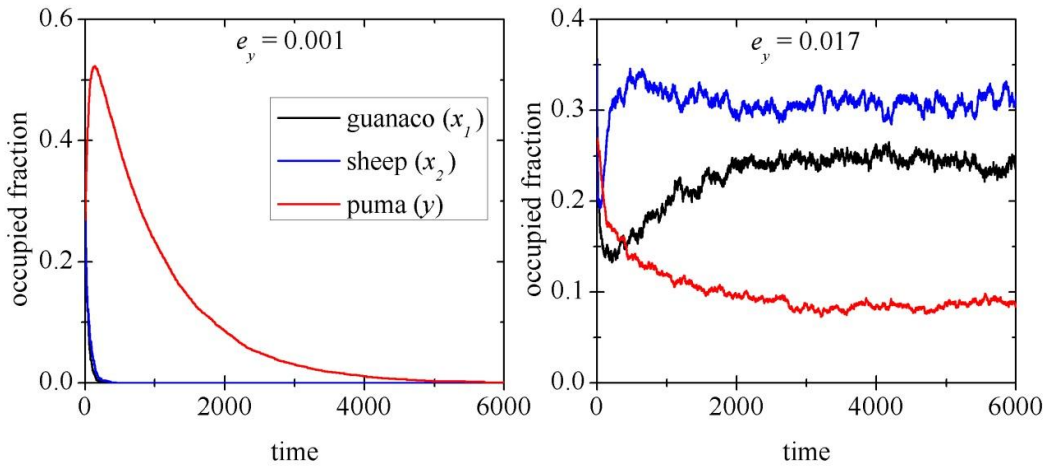 e_y = 0.001
guanaco (x_1)
sheep (x_2)
puma (y)
occupied fraction
0.6
0.4
0.2
0.0
0
2000
4000
6000
time
e_y = 0.017
occupied fraction
0.4
0.3
0.2
0.1
0.0
0
2000
4000
6000
time